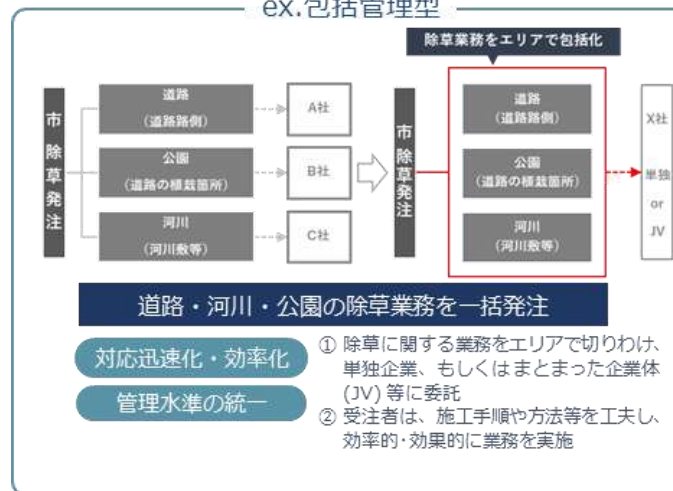 ex.包括管理型
除草業務をエリアで包括化
市除草発注
道路
(道路路側)
A社
公園
(道路の植栽箇所)
B社
河川
(河川敷等)
C社
市除草発注
道路
(道路路側)
公園
(道路の植栽箇所)
河川
(河川敷等)
X社
単独
or
JV
道路・河川・公園の除草業務を一括発注
対応迅速化・効率化
管理水準の統一
① 除草に関する業務をエリアで切りわけ、
単独企業、もしくはまとまった企業体
(JV) 等に委託
② 受注者は、施工手順や方法等を工夫し、
効率的・効果的に業務を実施